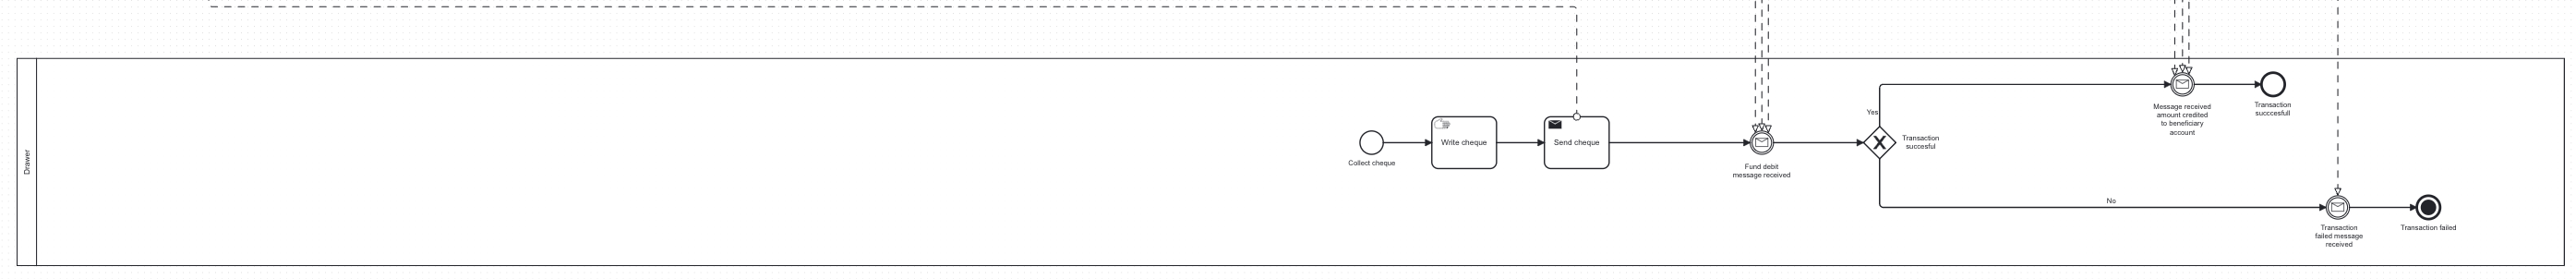 Drawer
Collect cheque
Write cheque
Send cheque
Fund debit
message received
Yes
Transaction
succesful
Message received
amount credited
to beneficiary
account
Transaction
succcesfull
No
Transaction
failed message
received
Transaction failed